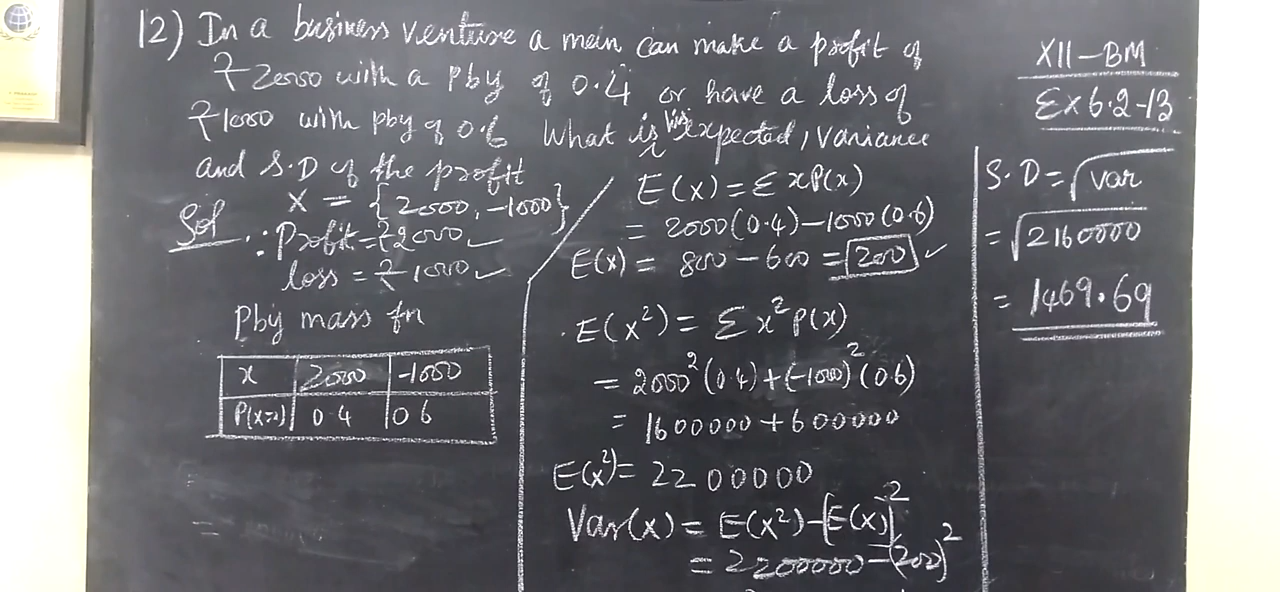 12) In a business venture a man can make a profit of
₹2000 with a pby of 0.4 or have a loss of
₹1000 with pby of 0.6 What is his expected, variance
and S.D of the profit
Sol X = {2000, -1000}
∵ Profit = ₹2000 ✓
loss = ₹1000 ✓
Pby mass fn
x 2000 -1000
P(X=x) 0.4 0.6
=
E(x) = Σ x P(x)
= 2000(0.4) - 1000(0.6)
E(x) = 800 - 600 = 200 ✓
E(x²) = Σ x² P(x)
= 2000² (0.4) + (-1000)² (0.6)
= 1600000 + 600000
E(x²) = 2200000
Var(x) = E(x²) - [E(x)]²
= 2200000 - (200)²
XII - BM
Ex 6.2-13
S.D = √var
= √2160000
= 1469.69